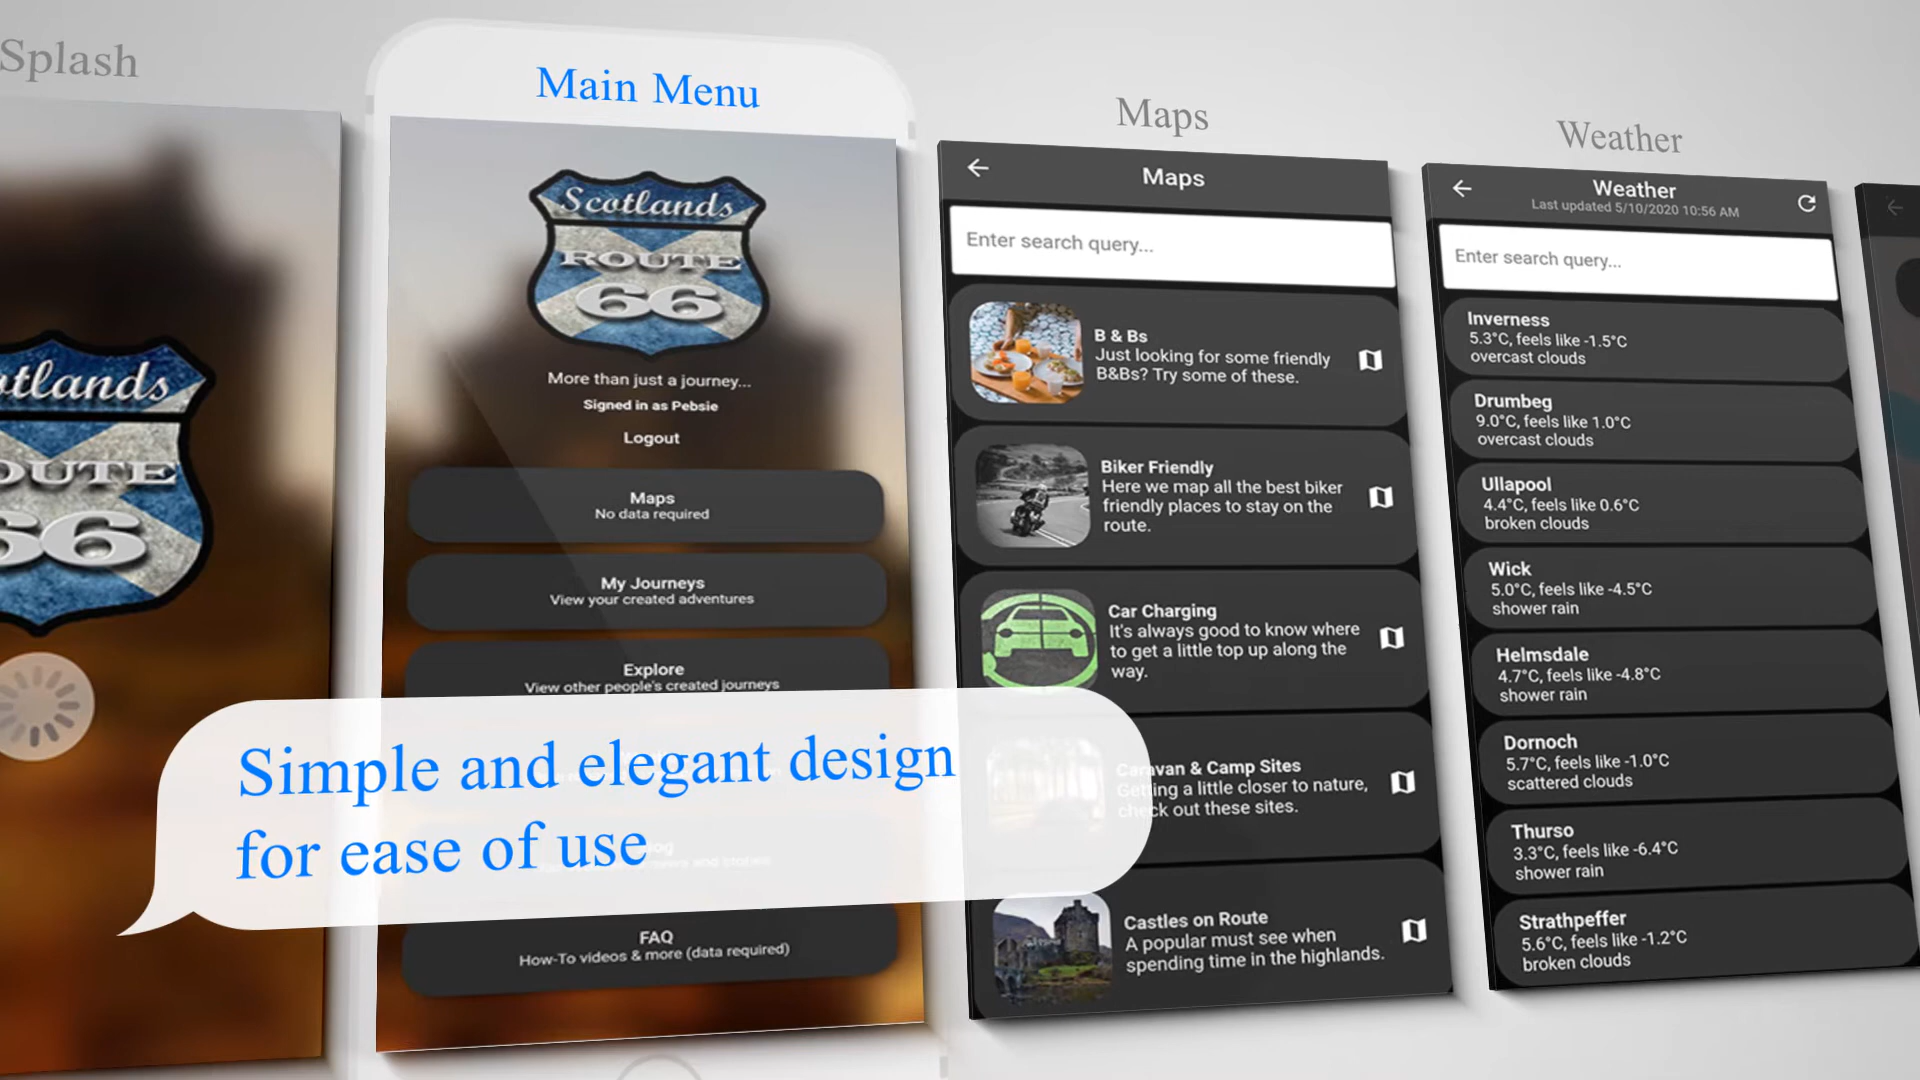 Splash
otlands
OUTE
66
Main Menu
Scotlands
ROUTE
66
More than just a journey...
Signed in as Pebsie
Logout
Maps
No data required
My Journeys
View your created adventures
Explore
View other people's created journeys
Simple and elegant design
for ease of use
FAQ
How-To videos & more (data required)
Maps
Maps
Enter search query...
B & Bs
Just looking for some friendly
B&Bs? Try some of these.
Biker Friendly
Here we map all the best biker
friendly places to stay on the
route.
Car Charging
It's always good to know where
to get a little top up along the
way.
Caravan & Camp Sites
Getting a little closer to nature,
check out these sites.
Castles on Route
A popular must see when
spending time in the highlands.
Weather
Weather
Last updated 5/10/2020 10:56 AM
Enter search query...
Inverness
5.3°C, feels like -1.5°C
overcast clouds
Drumbeg
9.0°C, feels like 1.0°C
overcast clouds
Ullapool
4.4°C, feels like 0.6°C
broken clouds
Wick
5.0°C, feels like -4.5°C
shower rain
Helmsdale
4.7°C, feels like -4.8°C
shower rain
Dornoch
5.7°C, feels like -1.0°C
scattered clouds
Thurso
3.3°C, feels like -6.4°C
shower rain
Strathpeffer
5.6°C, feels like -1.2°C
broken clouds